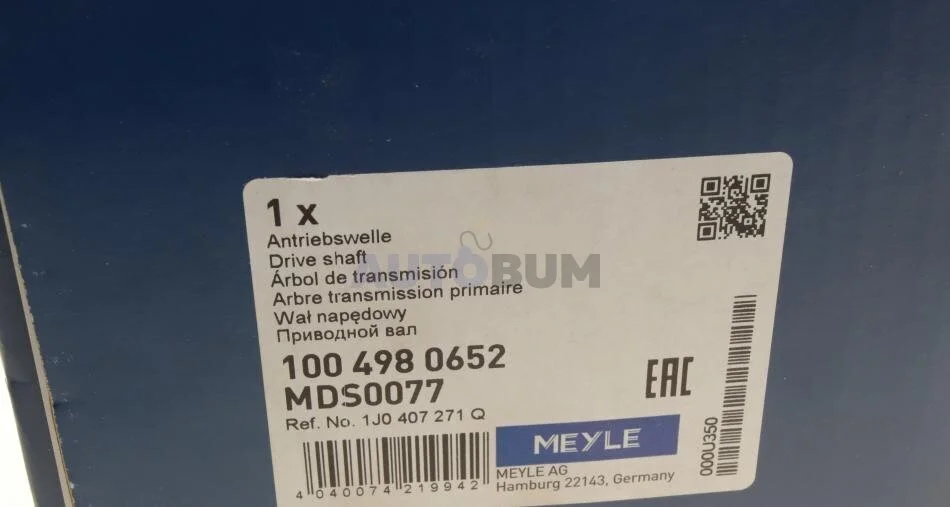 1 x
Antriebswelle
Drive shaft
Árbol de transmisión
Arbre transmission primaire
Wał napędowy
Приводной вал
100 498 0652
MDS0077
Ref. No. 1J0 407 271 Q
EAC
MEYLE
MEYLE AG
Hamburg 22143, Germany
4 040074 219942
000U350
AUTOBUM